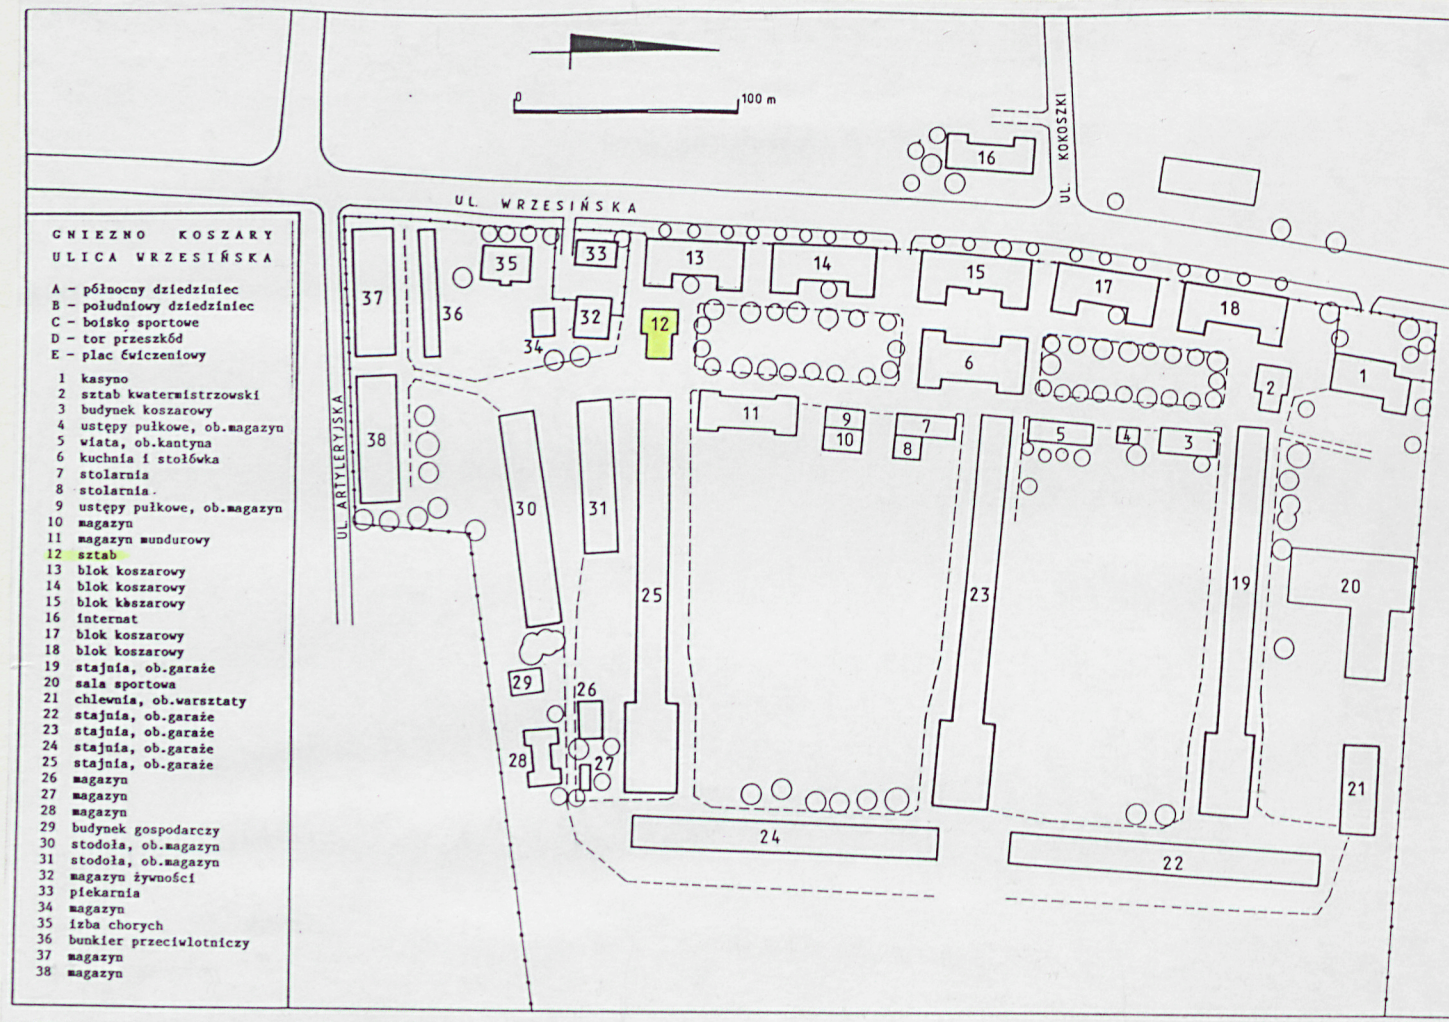 0
100 m
UL. KOKOSZKI
16
UL. WRZESIŃSKA
GNIEZNO KOSZARY
ULICA WRZESIŃSKA
A - północny dziedziniec
B - południowy dziedziniec
C - boisko sportowe
D - tor przeszkód
E - plac ćwiczeniowy
1 kasyno
2 sztab kwatermistrzowski
3 budynek koszarowy
4 ustępy pułkowe, ob.magazyn
5 wiata, ob.kantyna
6 kuchnia i stołówka
7 stolarnia
8 stolarnia.
9 ustępy pułkowe, ob.magazyn
10 magazyn
11 magazyn mundurowy
12 sztab
13 blok koszarowy
14 blok koszarowy
15 blok koszarowy
16 internat
17 blok koszarowy
18 blok koszarowy
19 stajnia, ob.garaże
20 sala sportowa
21 chlewnia, ob.warsztaty
22 stajnia, ob.garaże
23 stajnia, ob.garaże
24 stajnia, ob.garaże
25 stajnia, ob.garaże
26 magazyn
27 magazyn
28 magazyn
29 budynek gospodarczy
30 stodoła, ob.magazyn
31 stodoła, ob.magazyn
32 magazyn żywności
33 piekarnia
34 magazyn
35 izba chorych
36 bunkier przeciwlotniczy
37 magazyn
38 magazyn
UL. ARTYLERYJSKA
37
36
35
33
34
32
13
14
15
17
18
12
6
2
1
38
11
9
10
7
8
5
4
3
30
31
25
23
19
20
29
26
28
27
21
24
22